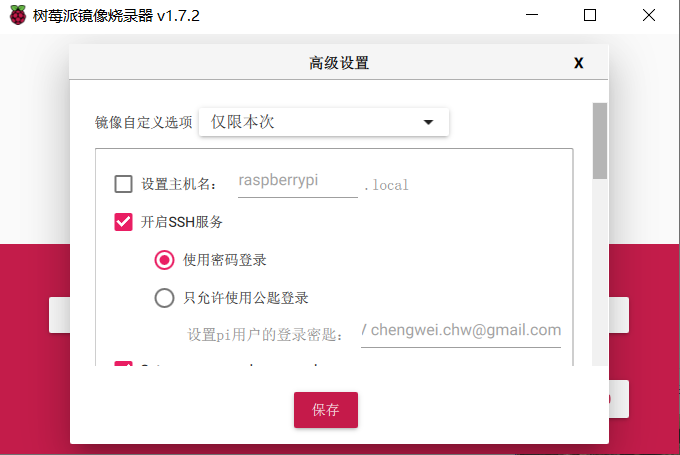 树莓派镜像烧录器 v1.7.2
高级设置 X
镜像自定义选项 仅限本次
设置主机名： raspberrypi .local
开启SSH服务
使用密码登录
只允许使用公匙登录
设置pi用户的登录密匙： / chengwei.chw@gmail.com
保存